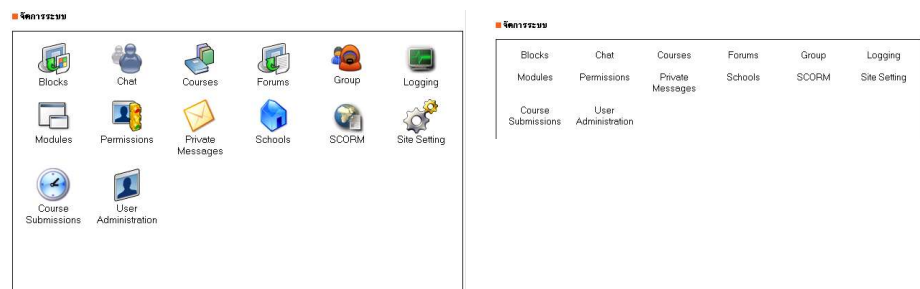 จัดการระบบ
Blocks Chat Courses Forums Group Logging
Modules Permissions Private Messages Schools SCORM Site Setting
Course Submissions User Administration
จัดการระบบ
Blocks Chat Courses Forums Group Logging
Modules Permissions Private Messages Schools SCORM Site Setting
Course Submissions User Administration